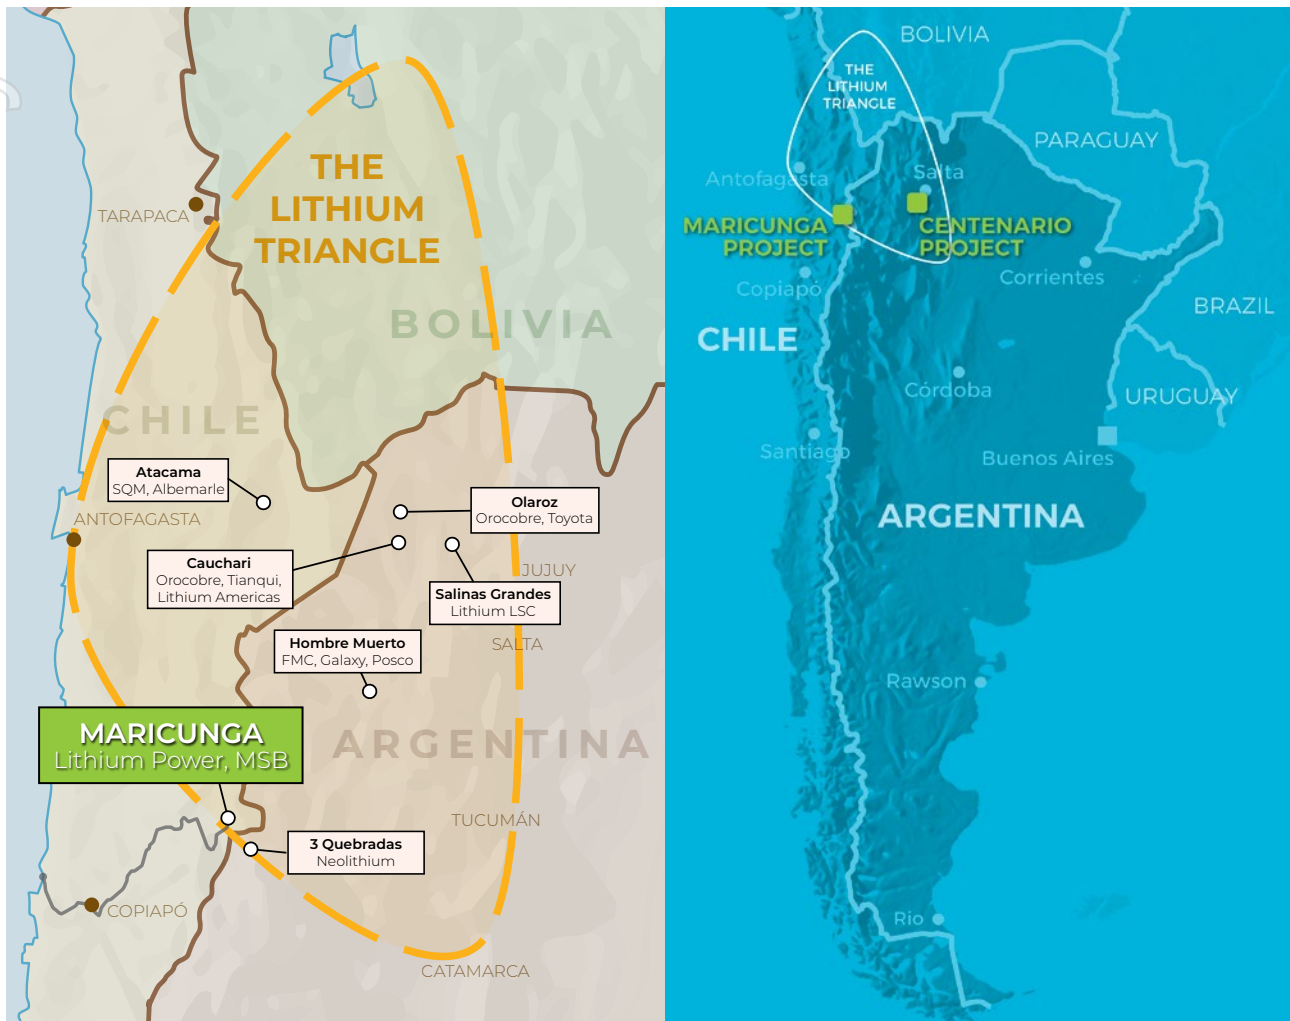 THE
LITHIUM
TRIANGLE
TARAPACA
BOLIVIA
CHILE
Atacama
SQM, Albemarle
ANTOFAGASTA
Olaroz
Orocobre, Toyota
Cauchari
Orocobre, Tianqui,
Lithium Americas
JUJUY
Salinas Grandes
Lithium LSC
SALTA
Hombre Muerto
FMC, Galaxy, Posco
MARICUNGA
Lithium Power, MSB
ARGENTINA
TUCUMÁN
3 Quebradas
Neolithium
COPIAPÓ
CATAMARCA
BOLIVIA
THE
LITHIUM
TRIANGLE
PARAGUAY
Antofagasta
Salta
MARICUNGA
PROJECT
CENTENARIO
PROJECT
Copiapó
Corrientes
BRAZIL
CHILE
Córdoba
URUGUAY
Santiago
Buenos Aires
ARGENTINA
Rawson
Rio